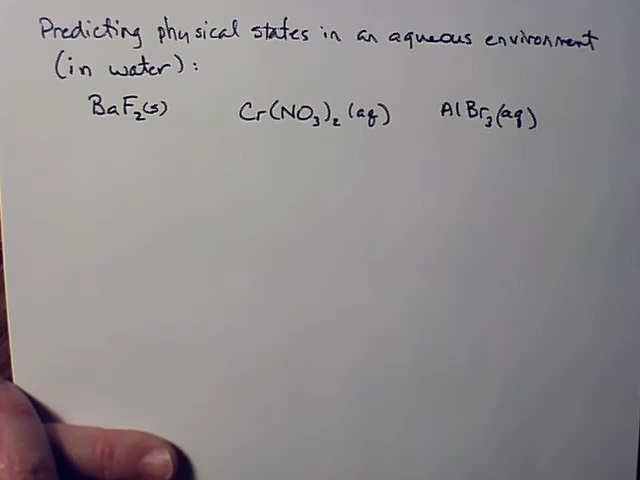 Predicting physical states in an aqueous environment
(in water):
BaF₂(s) Cr(NO₃)₂(aq) AlBr₃(aq)